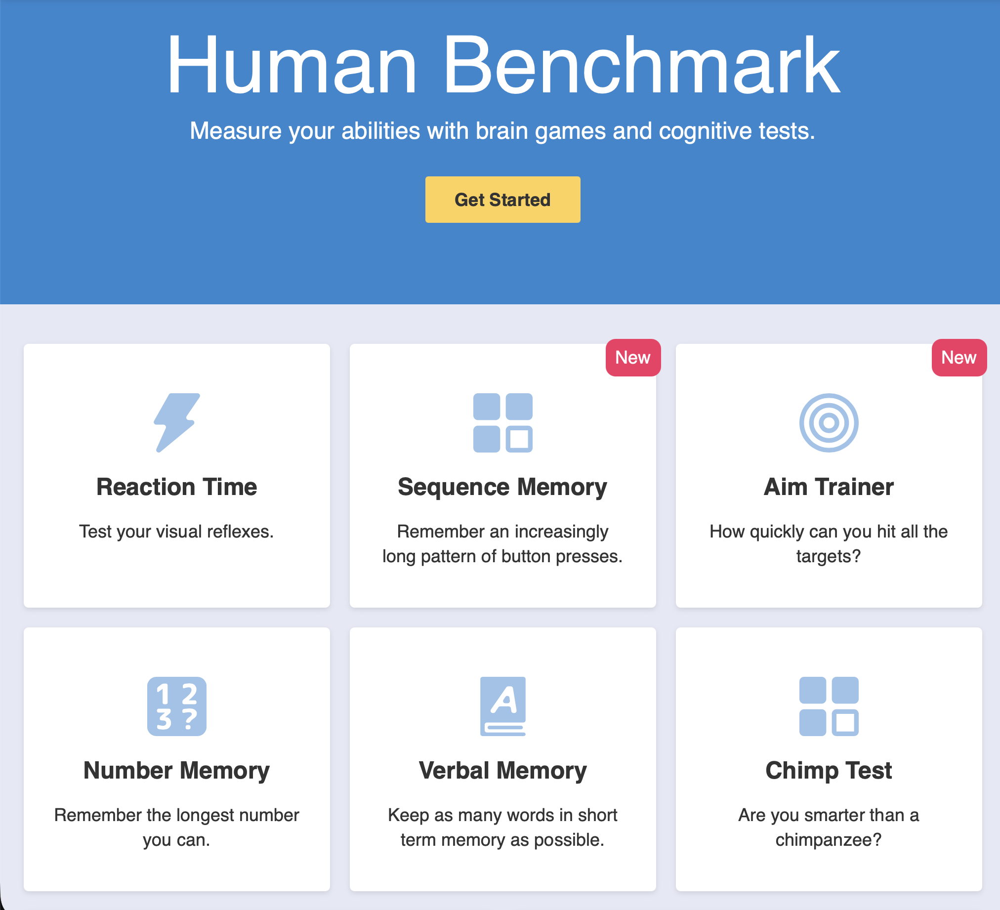 Human Benchmark
Measure your abilities with brain games and cognitive tests.
Get Started
Reaction Time
Test your visual reflexes.
New
Sequence Memory
Remember an increasingly
long pattern of button presses.
New
Aim Trainer
How quickly can you hit all the
targets?
1 2
3 ?
Number Memory
Remember the longest number
you can.
A
Verbal Memory
Keep as many words in short
term memory as possible.
Chimp Test
Are you smarter than a
chimpanzee?